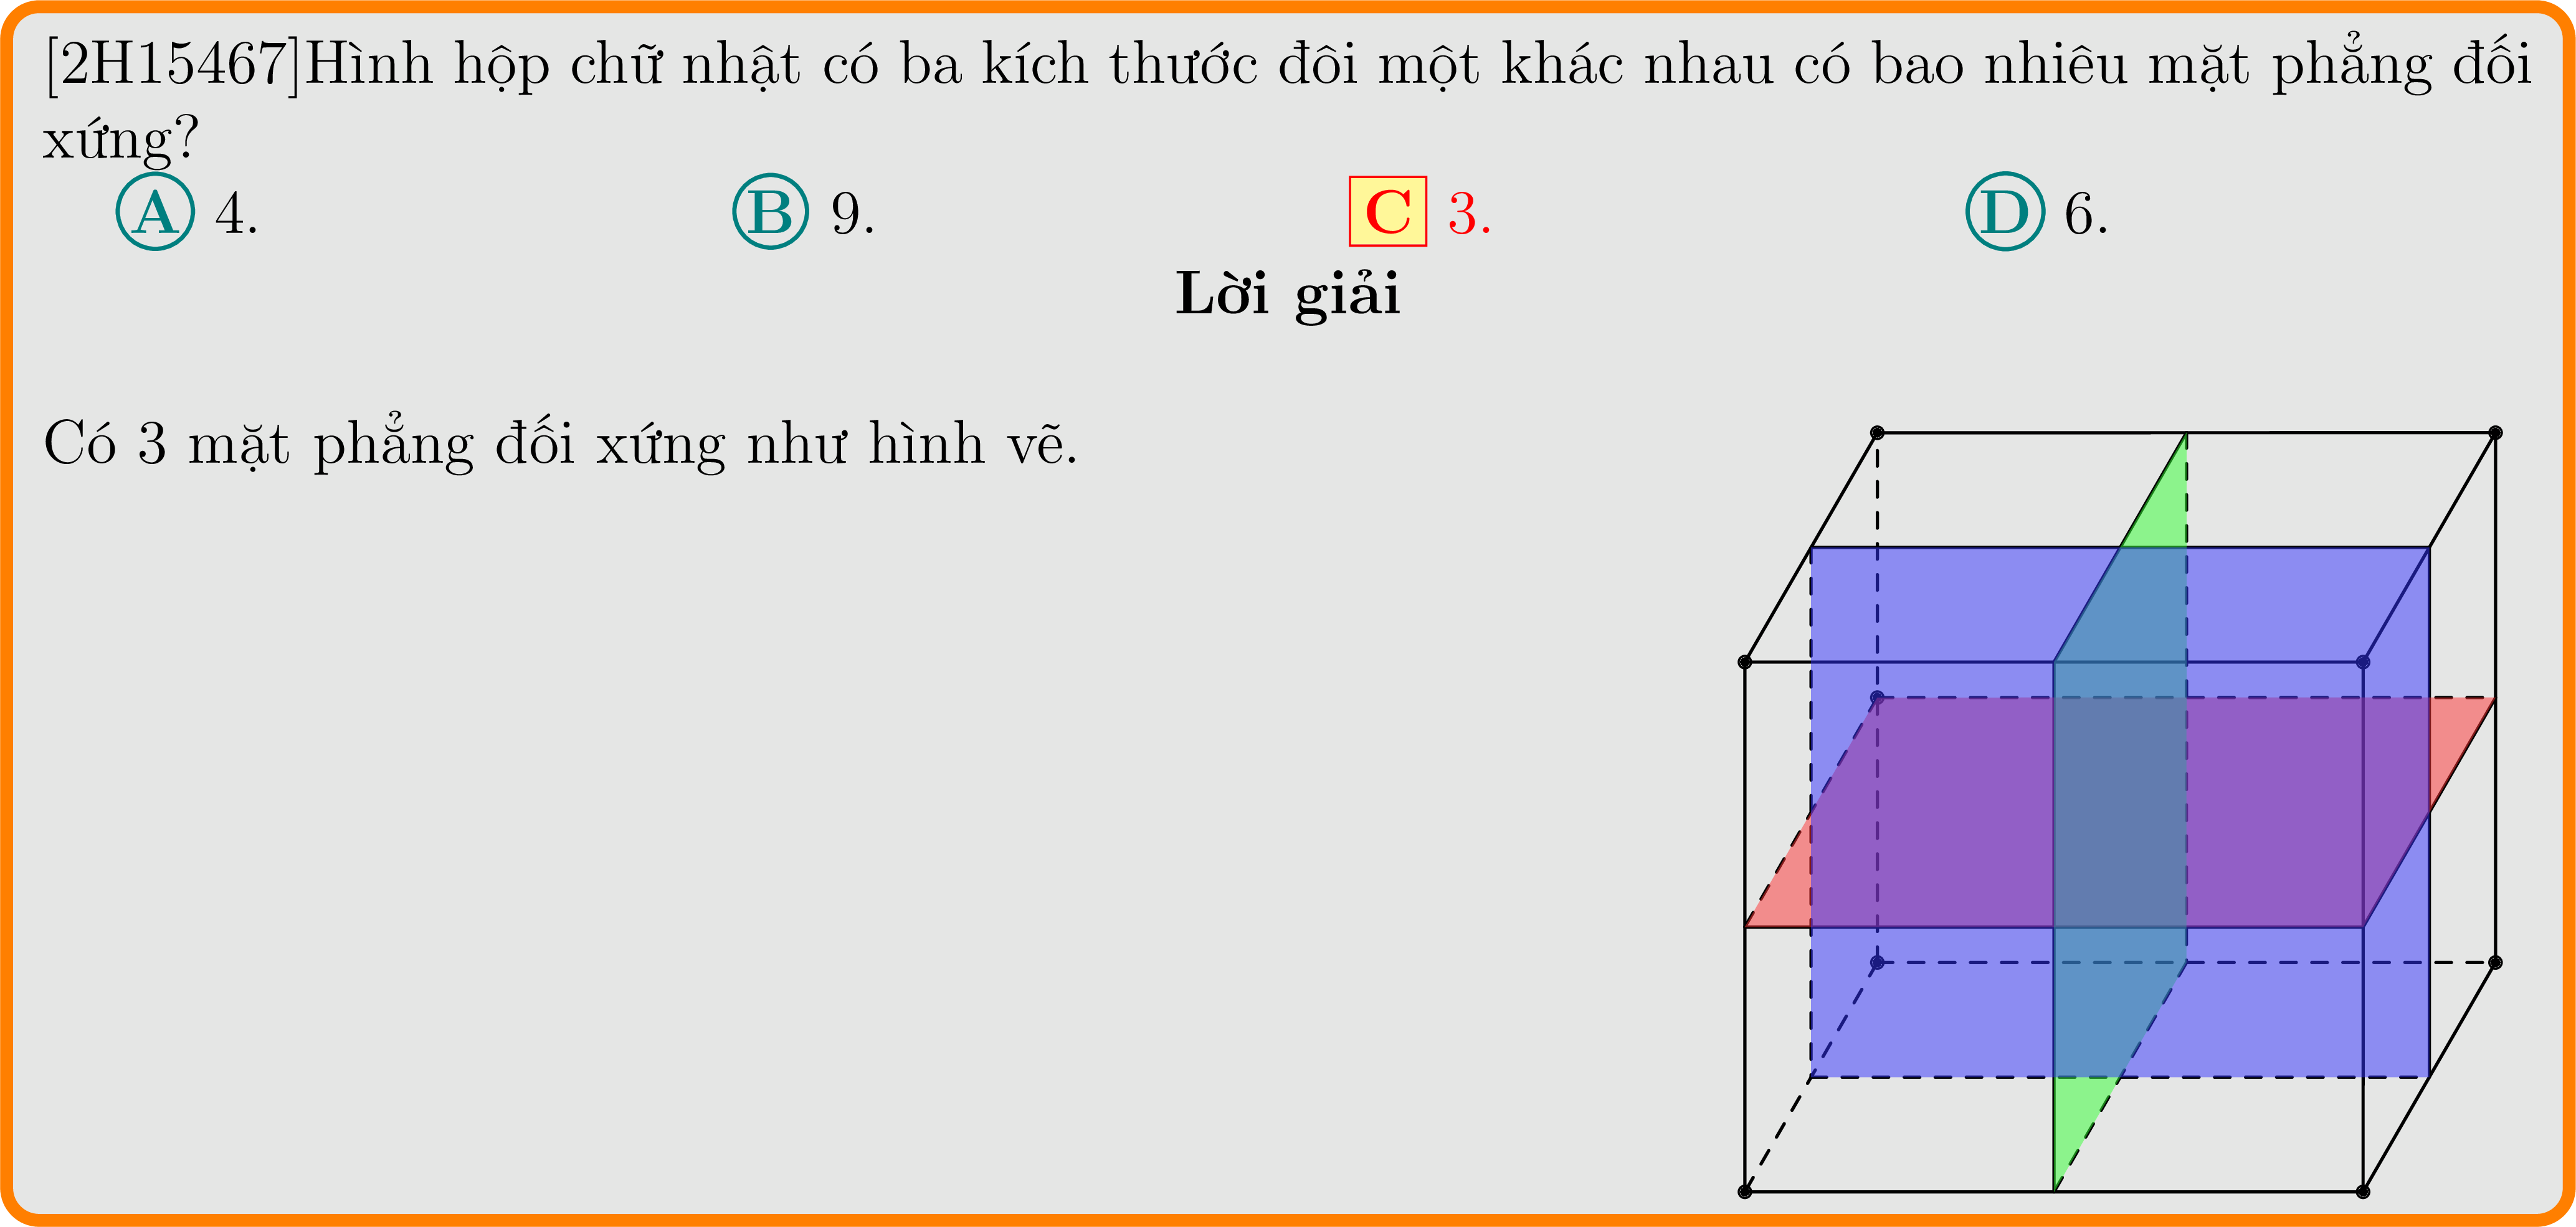 [2H15467]Hình hộp chữ nhật có ba kích thước đôi một khác nhau có bao nhiêu mặt phẳng đối
xứng?
A 4. B 9. C 3. D 6.
Lời giải
Có 3 mặt phẳng đối xứng như hình vẽ.